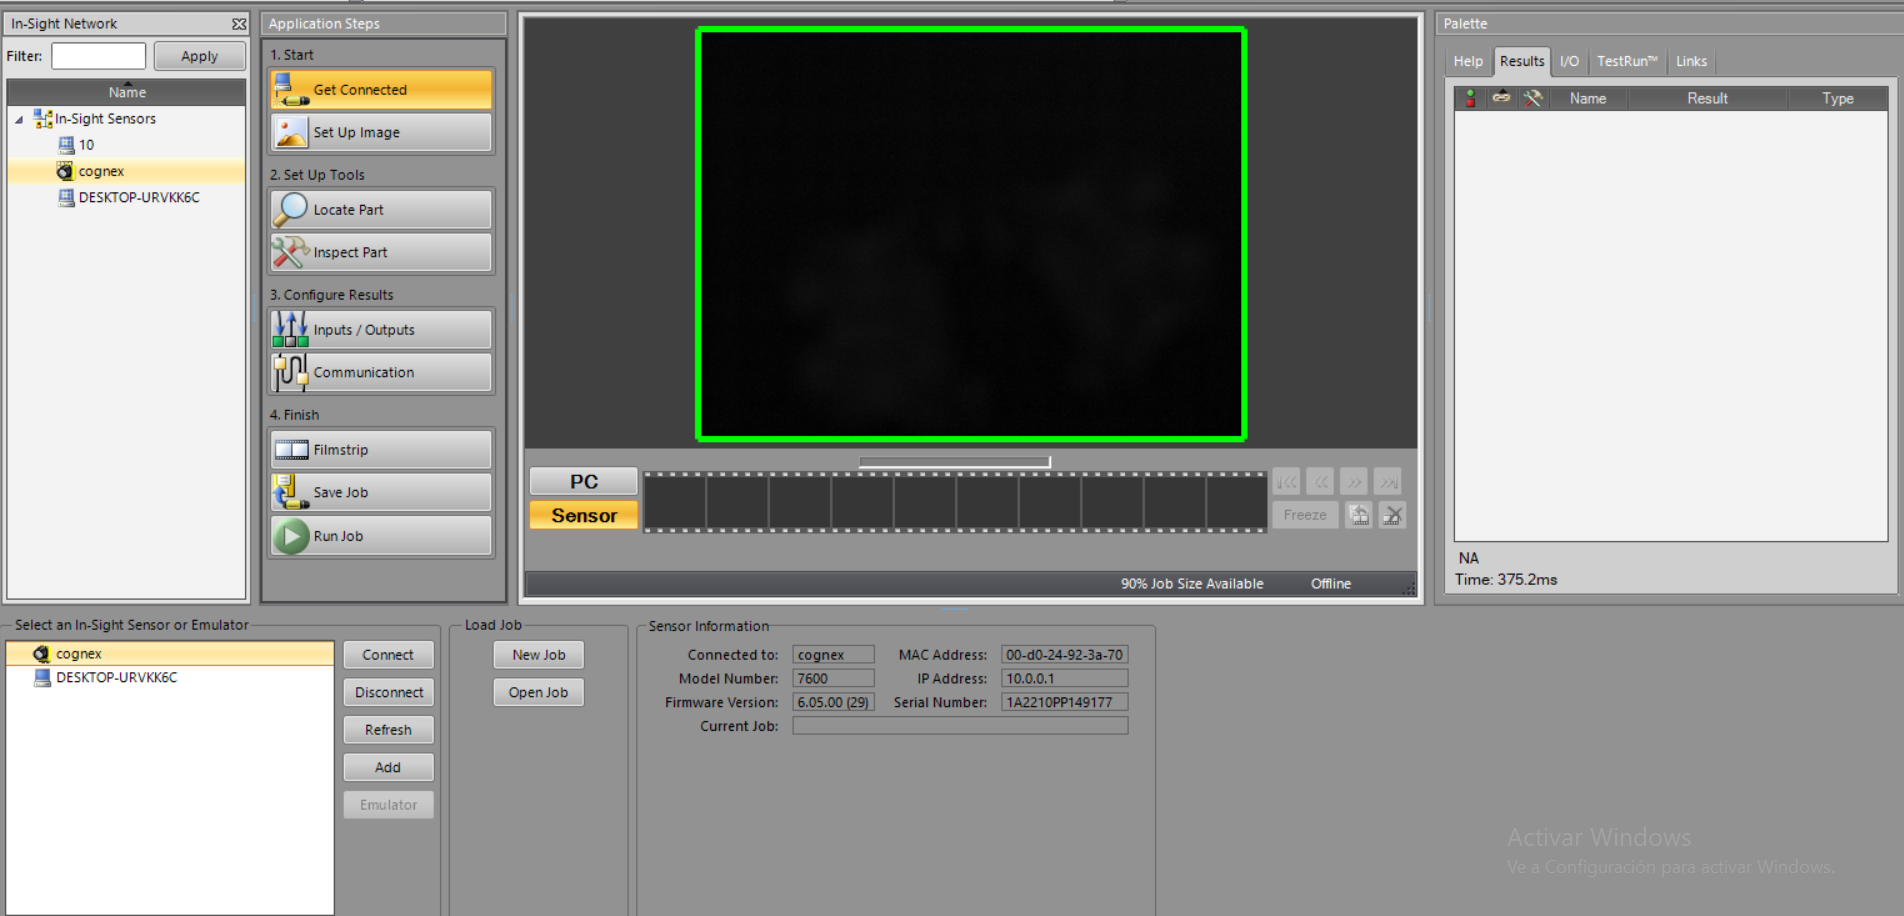 In-Sight Network
Filter:
Apply
Name
In-Sight Sensors
10
cognex
DESKTOP-URVKK6C
Application Steps
1. Start
Get Connected
Set Up Image
2. Set Up Tools
Locate Part
Inspect Part
3. Configure Results
Inputs / Outputs
Communication
4. Finish
Filmstrip
Save Job
Run Job
PC
Sensor
Freeze
90% Job Size Available Offline
Palette
Help Results I/O TestRun™ Links
Name Result Type
NA
Time: 375.2ms
Select an In-Sight Sensor or Emulator
cognex
DESKTOP-URVKK6C
Connect
Disconnect
Refresh
Add
Emulator
Load Job
New Job
Open Job
Sensor Information
Connected to: cognex MAC Address: 00-d0-24-92-3a-70
Model Number: 7600 IP Address: 10.0.0.1
Firmware Version: 6.05.00 (29) Serial Number: 1A2210PP149177
Current Job:
Activar Windows
Ve a Configuración para activar Windows.